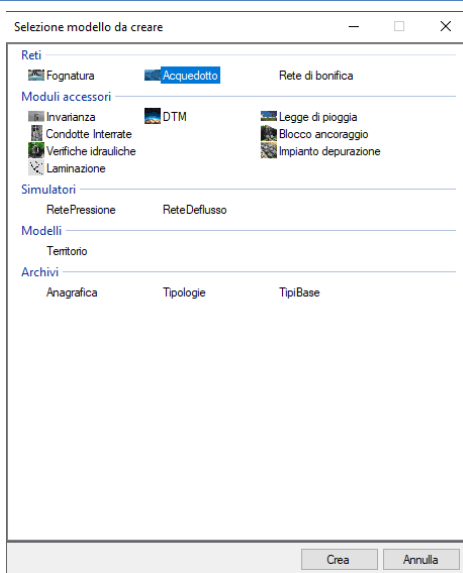 Selezione modello da creare
Reti
Fognatura Acquedotto Rete di bonifica
Moduli accessori
Invarianza DTM Legge di pioggia
Condotte Interrate Blocco ancoraggio
Verifiche idrauliche Impianto depurazione
Laminazione
Simulatori
RetePressione ReteDeflusso
Modelli
Territorio
Archivi
Anagrafica Tipologie TipiBase
Crea Annulla